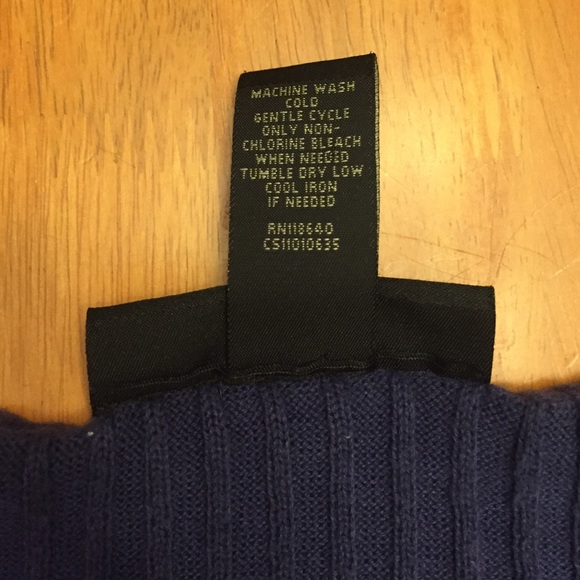 MACHINE WASH
COLD
GENTLE CYCLE
ONLY NON-
CHLORINE BLEACH
WHEN NEEDED
TUMBLE DRY LOW
COOL IRON
IF NEEDED
RN118640
CS11010635